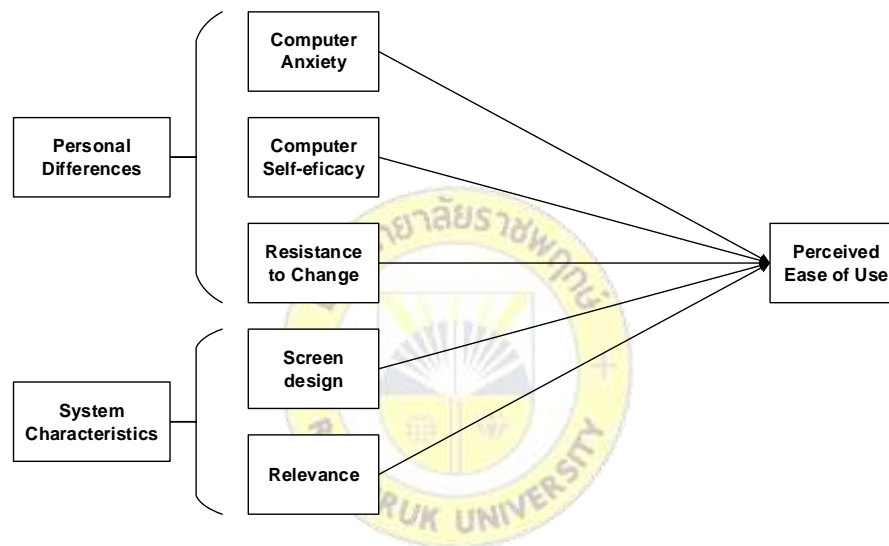 Computer
Anxiety
Personal
Differences
Computer
Self-eficacy
Resistance
to Change
Perceived
Ease of Use
System
Characteristics
Screen
design
Relevance
UNIVERSITY